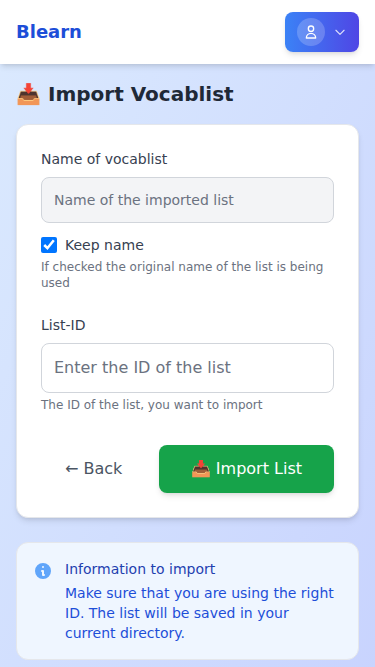 Blearn
📥 Import Vocablist
Name of vocablist
Name of the imported list
Keep name
If checked the original name of the list is being
used
List-ID
Enter the ID of the list
The ID of the list, you want to import
← Back
📥 Import List
Information to import
Make sure that you are using the right
ID. The list will be saved in your
current directory.